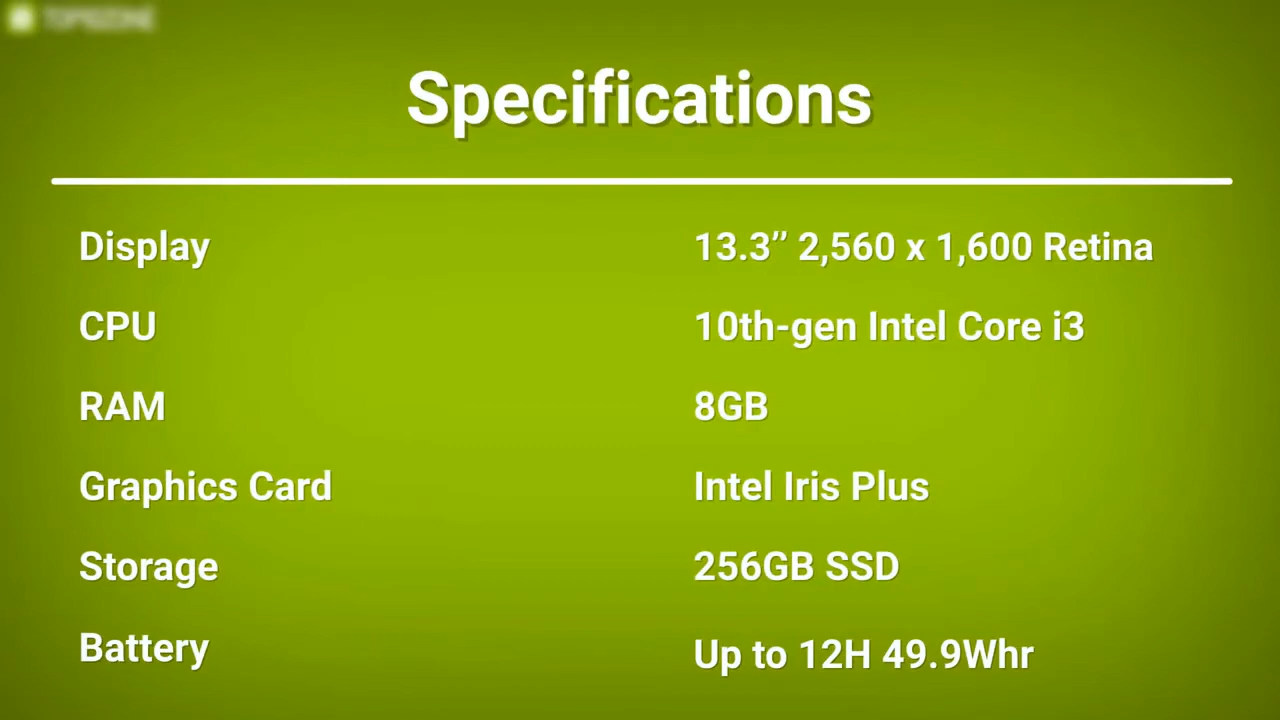 Specifications
Display 13.3’’ 2,560 x 1,600 Retina
CPU 10th-gen Intel Core i3
RAM 8GB
Graphics Card Intel Iris Plus
Storage 256GB SSD
Battery Up to 12H 49.9Whr